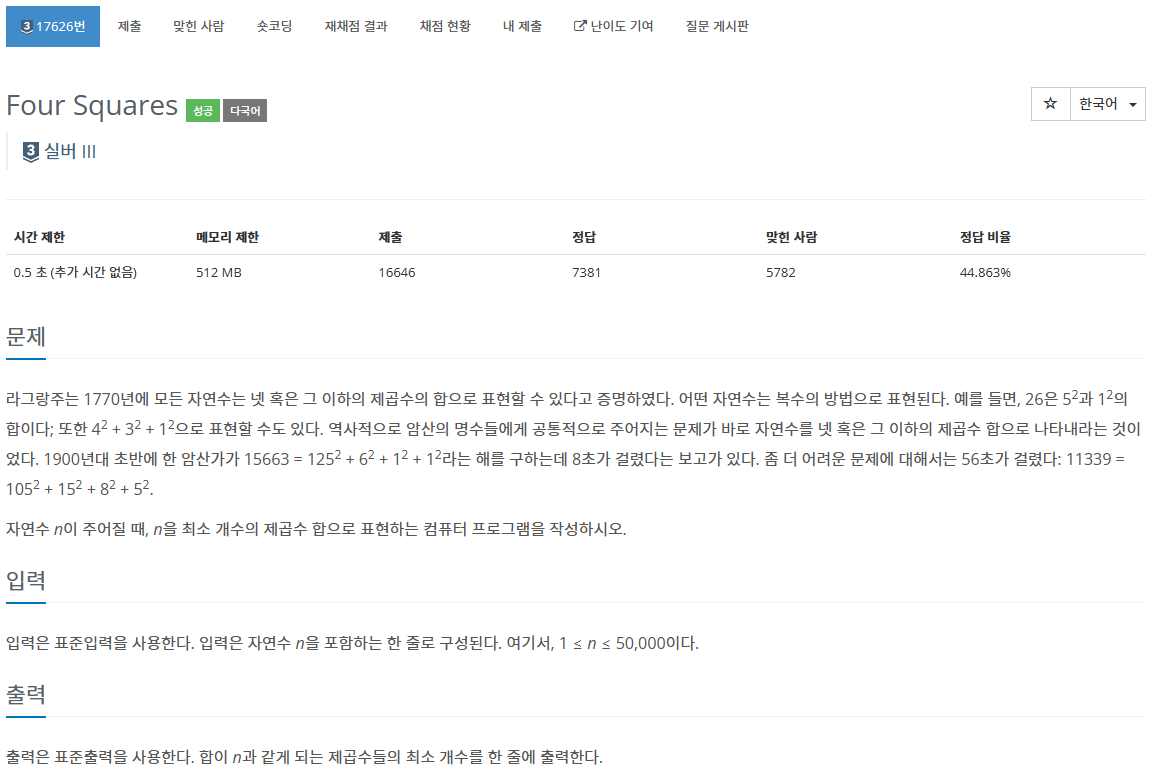 3 17626번 제출 맞힌 사람 숏코딩 재채점 결과 채점 현황 내 제출 난이도 기여 질문 게시판
Four Squares 성공 다국어 ☆ 한국어
3 실버 III
시간 제한 메모리 제한 제출 정답 맞힌 사람 정답 비율
0.5 초 (추가 시간 없음) 512 MB 16646 7381 5782 44.863%
문제
라그랑주는 1770년에 모든 자연수는 넷 혹은 그 이하의 제곱수의 합으로 표현할 수 있다고 증명하였다. 어떤 자연수는 복수의 방법으로 표현된다. 예를 들면, 26은 5²과 1²의
합이다; 또한 4² + 3² + 1²으로 표현할 수도 있다. 역사적으로 암산의 명수들에게 공통적으로 주어지는 문제가 바로 자연수를 넷 혹은 그 이하의 제곱수 합으로 나타내라는 것이
었다. 1900년대 초반에 한 암산가가 15663 = 125² + 6² + 1² + 1²라는 해를 구하는데 8초가 걸렸다는 보고가 있다. 좀 더 어려운 문제에 대해서는 56초가 걸렸다: 11339 =
105² + 15² + 8² + 5².
자연수 n이 주어질 때, n을 최소 개수의 제곱수 합으로 표현하는 컴퓨터 프로그램을 작성하시오.
입력
입력은 표준입력을 사용한다. 입력은 자연수 n을 포함하는 한 줄로 구성된다. 여기서, 1 ≤ n ≤ 50,000이다.
출력
출력은 표준출력을 사용한다. 합이 n과 같게 되는 제곱수들의 최소 개수를 한 줄에 출력한다.